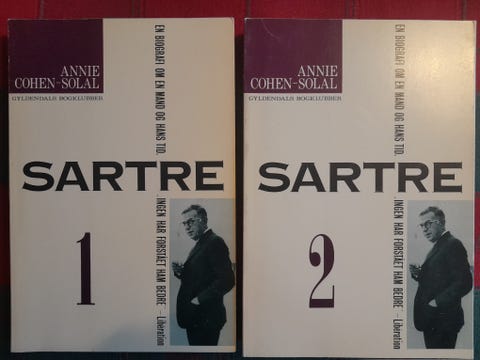 ANNIE
COHEN-SOLAL
GYLDENDALS BOGKLUBBER
EN BIOGRAFI OM EN MAND OG HANS TID.
SARTRE
„INGEN HAR FORSTÅET HAM BEDRE” – Libération
1
ANNIE
COHEN-SOLAL
GYLDENDALS BOGKLUBBER
EN BIOGRAFI OM EN MAND OG HANS TID.
SARTRE
„INGEN HAR FORSTÅET HAM BEDRE” – Libération
2